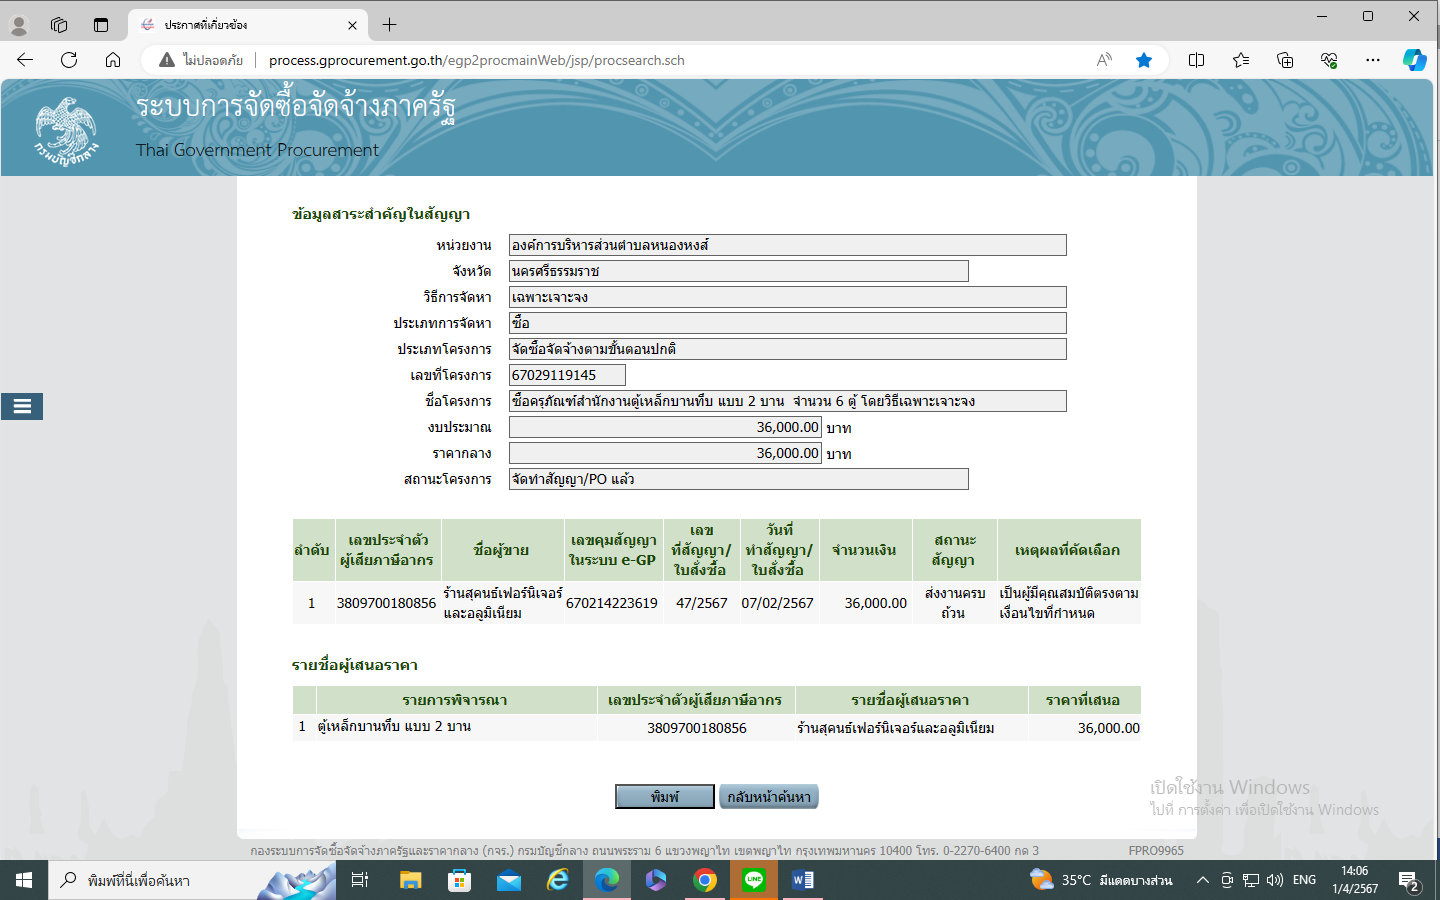 ประกาศที่เกี่ยวข้อง
ไม่ปลอดภัย
process.gprocurement.go.th/egp2procmainWeb/jsp/procsearch.sch
ระบบการจัดซื้อจัดจ้างภาครัฐ
Thai Government Procurement
กรมบัญชีกลาง
ข้อมูลสาระสำคัญในสัญญา
หน่วยงาน องค์การบริหารส่วนตำบลหนองหงส์
จังหวัด นครศรีธรรมราช
วิธีการจัดหา เฉพาะเจาะจง
ประเภทการจัดหา ซื้อ
ประเภทโครงการ จัดซื้อจัดจ้างตามขั้นตอนปกติ
เลขที่โครงการ 67029119145
ชื่อโครงการ ซื้อครุภัณฑ์สำนักงานตู้เหล็กบานทึบ แบบ 2 บาน จำนวน 6 ตู้ โดยวิธีเฉพาะเจาะจง
งบประมาณ 36,000.00 บาท
ราคากลาง 36,000.00 บาท
สถานะโครงการ จัดทำสัญญา/PO แล้ว
ลำดับ เลขประจำตัวผู้เสียภาษีอากร ชื่อผู้ขาย เลขคุมสัญญาในระบบ e-GP เลขที่สัญญา/ใบสั่งซื้อ วันที่ทำสัญญา/ใบสั่งซื้อ จำนวนเงิน สถานะสัญญา เหตุผลที่คัดเลือก
1 3809700180856 ร้านสุคนธ์เฟอร์นิเจอร์และอลูมิเนียม 670214223619 47/2567 07/02/2567 36,000.00 ส่งงานครบถ้วน เป็นผู้มีคุณสมบัติตรงตามเงื่อนไขที่กำหนด
รายชื่อผู้เสนอราคา
รายการพิจารณา เลขประจำตัวผู้เสียภาษีอากร รายชื่อผู้เสนอราคา ราคาที่เสนอ
1 ตู้เหล็กบานทึบ แบบ 2 บาน 3809700180856 ร้านสุคนธ์เฟอร์นิเจอร์และอลูมิเนียม 36,000.00
พิมพ์ กลับหน้าค้นหา
เปิดใช้งาน Windows
ไปที่ การตั้งค่า เพื่อเปิดใช้งาน Windows
กองระบบการจัดซื้อจัดจ้างภาครัฐและราคากลาง (กจร.) กรมบัญชีกลาง ถนนพระราม 6 แขวงพญาไท เขตพญาไท กรุงเทพมหานคร 10400 โทร. 0-2270-6400 กด 3 FPRO9965
พิมพ์ที่นี่เพื่อค้นหา
LINE
35°C มีแดดบางส่วน
ENG
14:06
1/4/2567
2